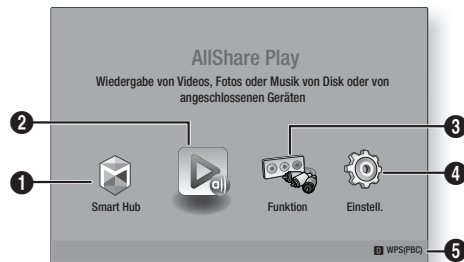 AllShare Play
Wiedergabe von Videos, Fotos oder Musik von Disk oder von
angeschlossenen Geräten
2
3
1
4
all
Smart Hub
Funktion
Einstell.
D WPS(PBC)
5